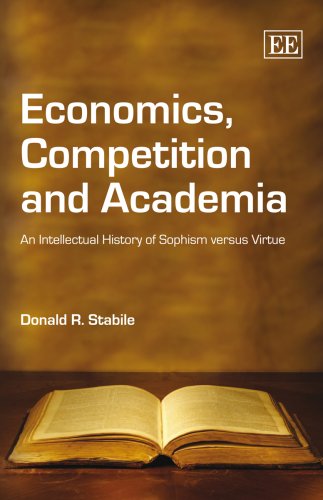 EE
Economics,
Competition
and Academia
An Intellectual History of Sophism versus Virtue
Donald R. Stabile